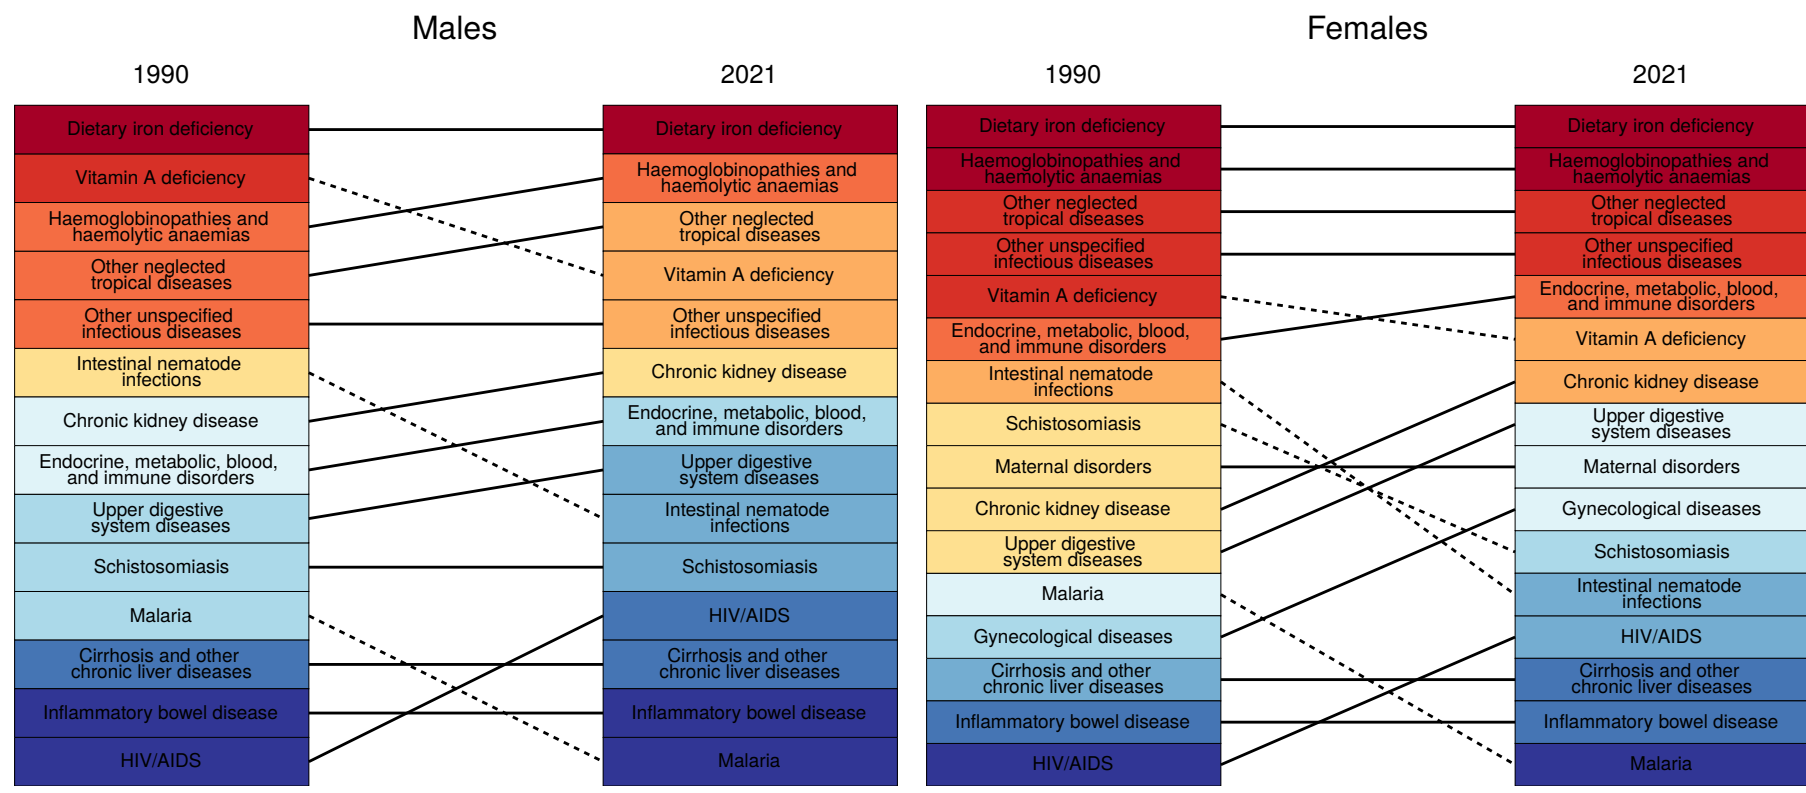 Males
1990
2021
Dietary iron deficiency
Vitamin A deficiency
Haemoglobinopathies and
haemolytic anaemias
Other neglected
tropical diseases
Other unspecified
infectious diseases
Intestinal nematode
infections
Chronic kidney disease
Endocrine, metabolic, blood,
and immune disorders
Upper digestive
system diseases
Schistosomiasis
Malaria
Cirrhosis and other
chronic liver diseases
Inflammatory bowel disease
HIV/AIDS
Dietary iron deficiency
Haemoglobinopathies and
haemolytic anaemias
Other neglected
tropical diseases
Vitamin A deficiency
Other unspecified
infectious diseases
Chronic kidney disease
Endocrine, metabolic, blood,
and immune disorders
Upper digestive
system diseases
Intestinal nematode
infections
Schistosomiasis
HIV/AIDS
Cirrhosis and other
chronic liver diseases
Inflammatory bowel disease
Malaria
Females
1990
2021
Dietary iron deficiency
Haemoglobinopathies and
haemolytic anaemias
Other neglected
tropical diseases
Other unspecified
infectious diseases
Vitamin A deficiency
Endocrine, metabolic, blood,
and immune disorders
Intestinal nematode
infections
Schistosomiasis
Maternal disorders
Chronic kidney disease
Upper digestive
system diseases
Malaria
Gynecological diseases
Cirrhosis and other
chronic liver diseases
Inflammatory bowel disease
HIV/AIDS
Dietary iron deficiency
Haemoglobinopathies and
haemolytic anaemias
Other neglected
tropical diseases
Other unspecified
infectious diseases
Endocrine, metabolic, blood,
and immune disorders
Vitamin A deficiency
Chronic kidney disease
Upper digestive
system diseases
Maternal disorders
Gynecological diseases
Schistosomiasis
Intestinal nematode
infections
HIV/AIDS
Cirrhosis and other
chronic liver diseases
Inflammatory bowel disease
Malaria